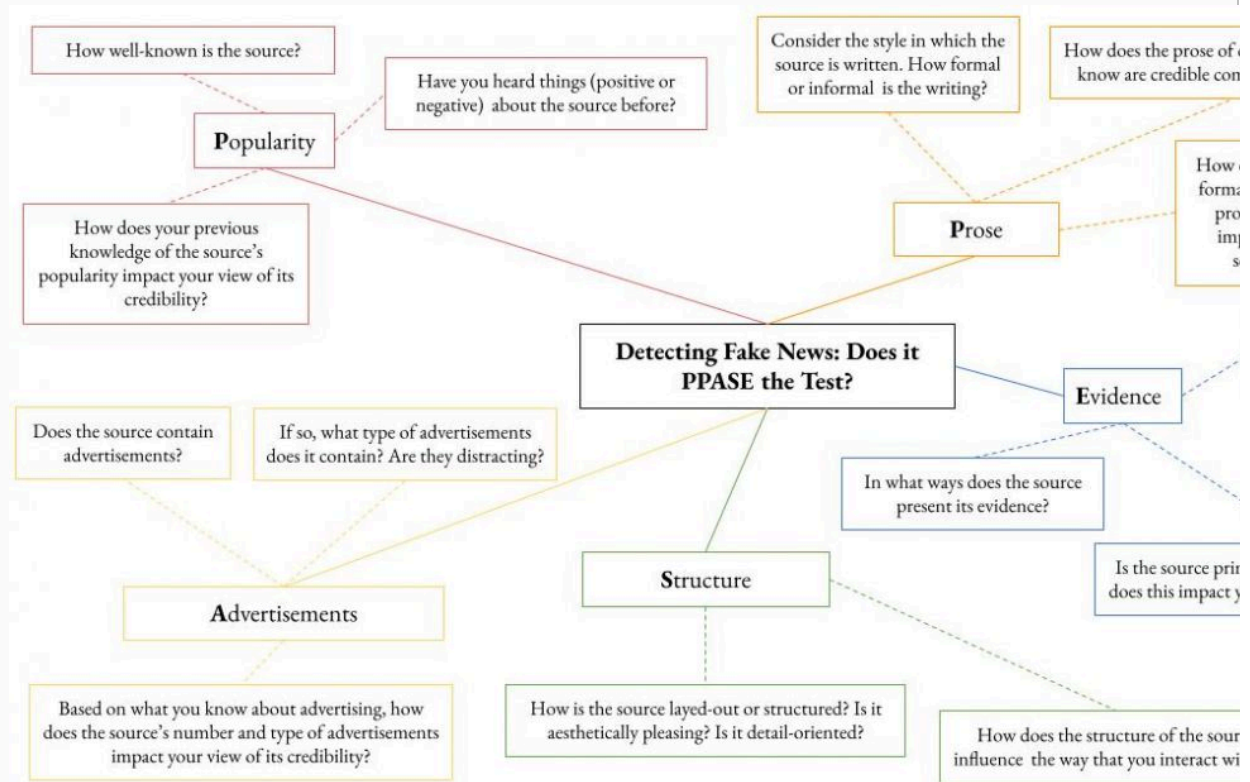 How well-known is the source?
Have you heard things (positive or
negative) about the source before?
Popularity
How does your previous
knowledge of the source's
popularity impact your view of its
credibility?
Consider the style in which the
source is written. How formal
or informal is the writing?
How does the prose of
know are credible
How
Prose
Detecting Fake News: Does it
PPASE the Test?
Evidence
In what ways does the source
present its evidence?
Is the source
does this impact
Does the source contain
advertisements?
If so, what type of advertisements
does it contain? Are they distracting?
Advertisements
Based on what you know about advertising, how
does the source's number and type of advertisements
impact your view of its credibility?
Structure
How is the source layed-out or structured? Is it
aesthetically pleasing? Is it detail-oriented?
How does the structure of the
influence the way that you interact